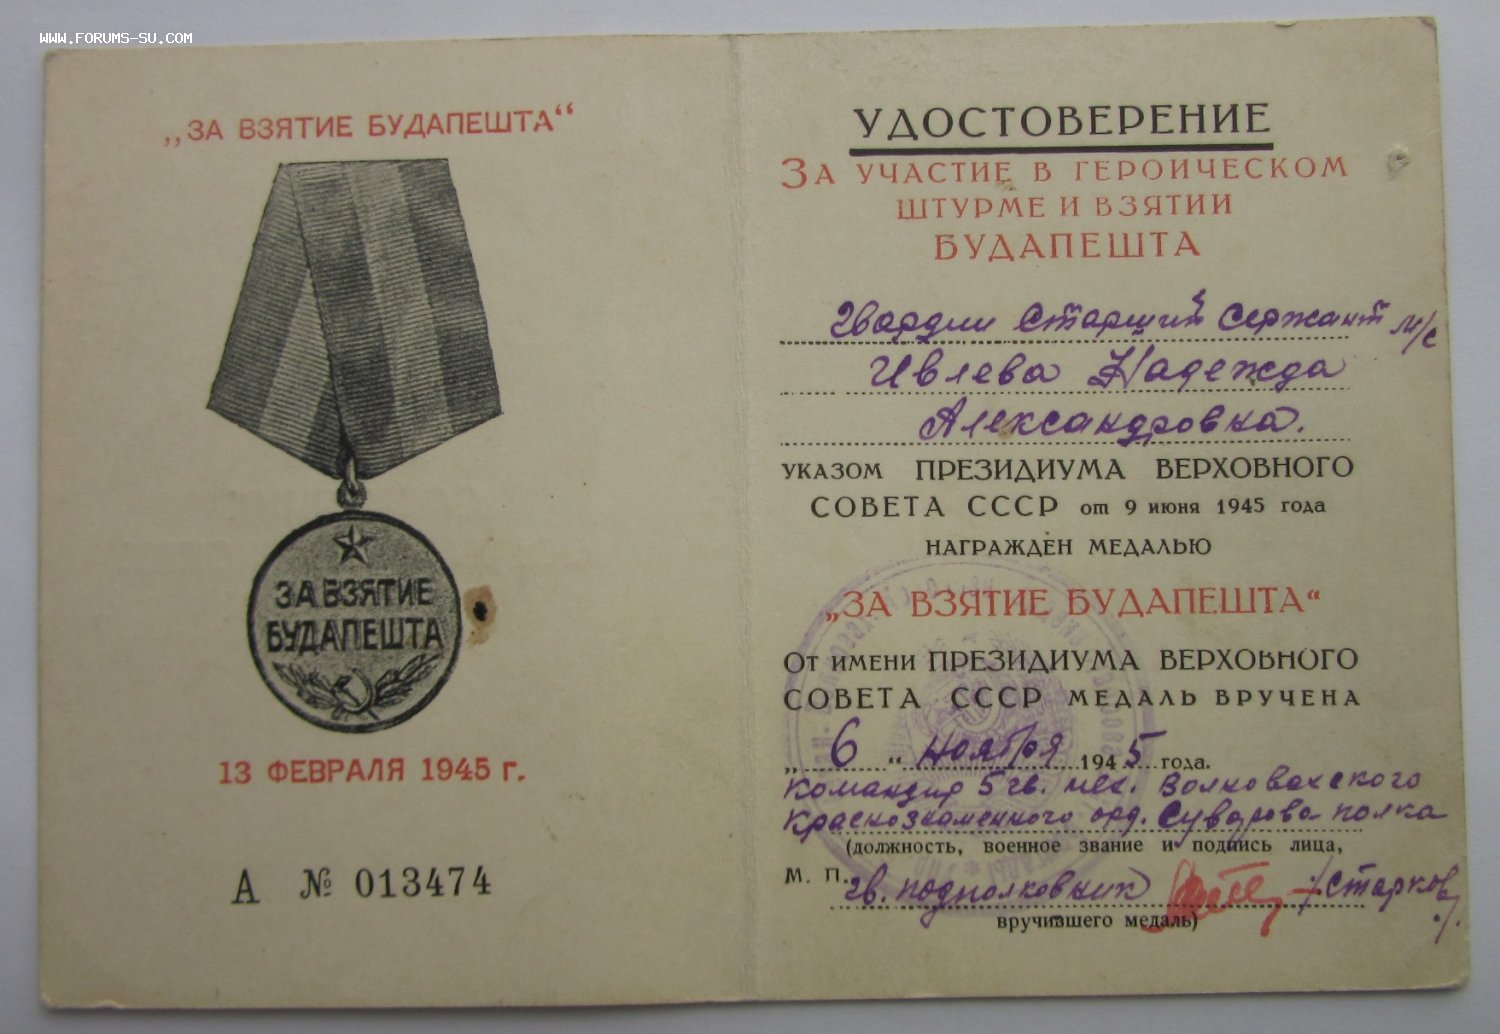 WWW.FORUMS-SU.COM
„ЗА ВЗЯТИЕ БУДАПЕШТА“
ЗА ВЗЯТИЕ
БУДАПЕШТА
13 ФЕВРАЛЯ 1945 г.
А № 013474
УДОСТОВЕРЕНИЕ
ЗА УЧАСТИЕ В ГЕРОИЧЕСКОМ
ШТУРМЕ И ВЗЯТИИ
БУДАПЕШТА
Гвардии Старший Сержант м/с
Ивлева Надежда
Александровна.
УКАЗОМ ПРЕЗИДИУМА ВЕРХОВНОГО
СОВЕТА СССР от 9 июня 1945 года
НАГРАЖДЕН МЕДАЛЬЮ
„ЗА ВЗЯТИЕ БУДАПЕШТА“
ОТ ИМЕНИ ПРЕЗИДИУМА ВЕРХОВНОГО
СОВЕТА СССР МЕДАЛЬ ВРУЧЕНА
„6“ ноября 1945 года.
Командир 5 гв. мех. Волновахского
Краснознаменного орд. Суворова полка
(должность, военное звание и подпись лица,
М. П. гв. подполковник /Старков/.
вручившего медаль)